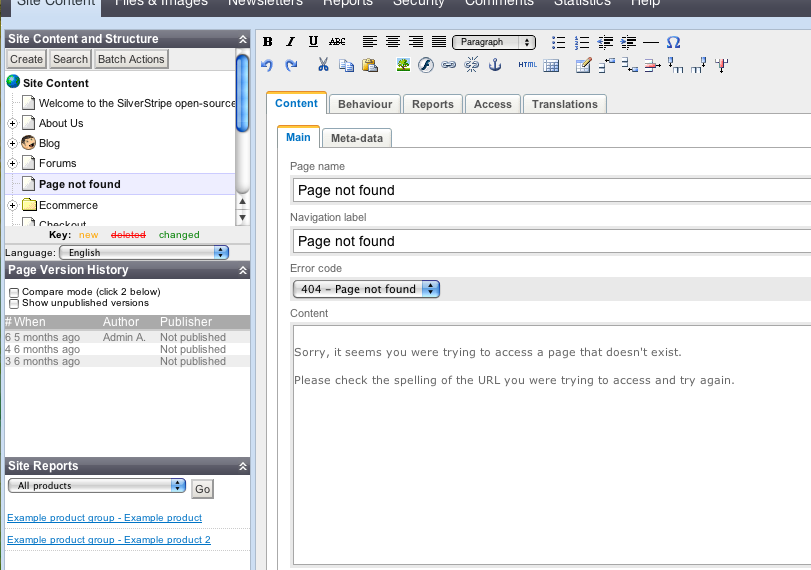 Site Content Files & Images Newsletters Reports Security Comments Statistics Help
Site Content and Structure
Create Search Batch Actions
Site Content
Welcome to the SilverStripe open-source
About Us
Blog
Forums
Page not found
Ecommerce
Checkout
Key: new deleted changed
Language: English
Page Version History
Compare mode (click 2 below)
Show unpublished versions
# When Author Publisher
6 5 months ago Admin A. Not published
4 6 months ago Not published
3 6 months ago Not published
Site Reports
All products Go
Example product group - Example product
Example product group - Example product 2
B I U ABC Paragraph Ω
HTML
Content Behaviour Reports Access Translations
Main Meta-data
Page name
Page not found
Navigation label
Page not found
Error code
404 - Page not found
Content
Sorry, it seems you were trying to access a page that doesn't exist.
Please check the spelling of the URL you were trying to access and try again.